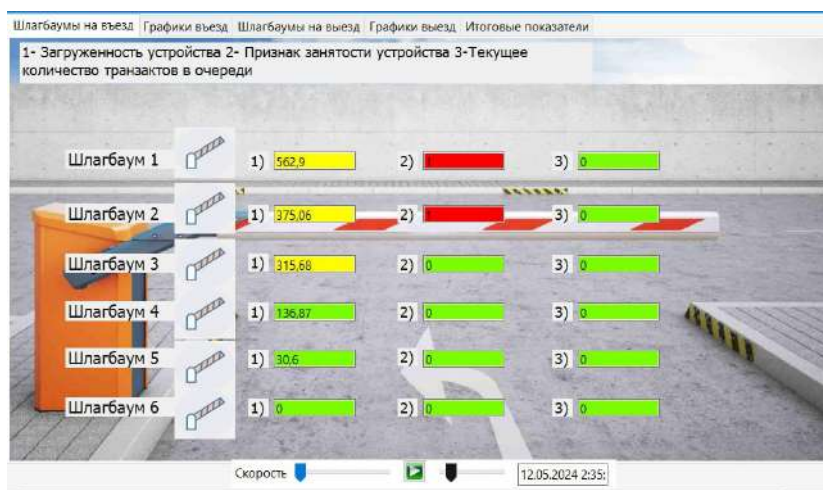 Шлагбаумы на въезд Графики въезд Шлагбаумы на выезд Графики выезд Итоговые показатели
1- Загруженность устройства 2- Признак занятости устройства 3-Текущее
количество транзактов в очереди
Шлагбаум 1 1) 562,9 2) 1 3) 0
Шлагбаум 2 1) 375,06 2) 1 3) 0
Шлагбаум 3 1) 315,68 2) 0 3) 0
Шлагбаум 4 1) 136,87 2) 0 3) 0
Шлагбаум 5 1) 30,6 2) 0 3) 0
Шлагбаум 6 1) 0 2) 0 3) 0
Скорость 12.05.2024 2:35: